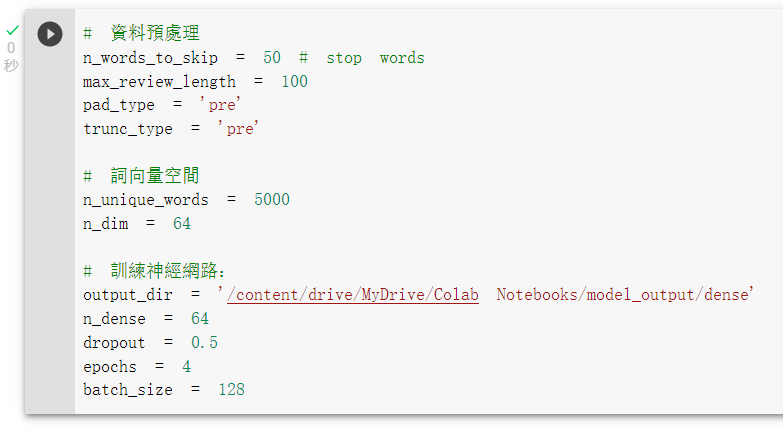 # 資料預處理
n_words_to_skip = 50 # stop words
max_review_length = 100
pad_type = 'pre'
trunc_type = 'pre'
# 詞向量空間
n_unique_words = 5000
n_dim = 64
# 訓練神經網路:
output_dir = '/content/drive/MyDrive/Colab Notebooks/model_output/dense'
n_dense = 64
dropout = 0.5
epochs = 4
batch_size = 128
0
秒